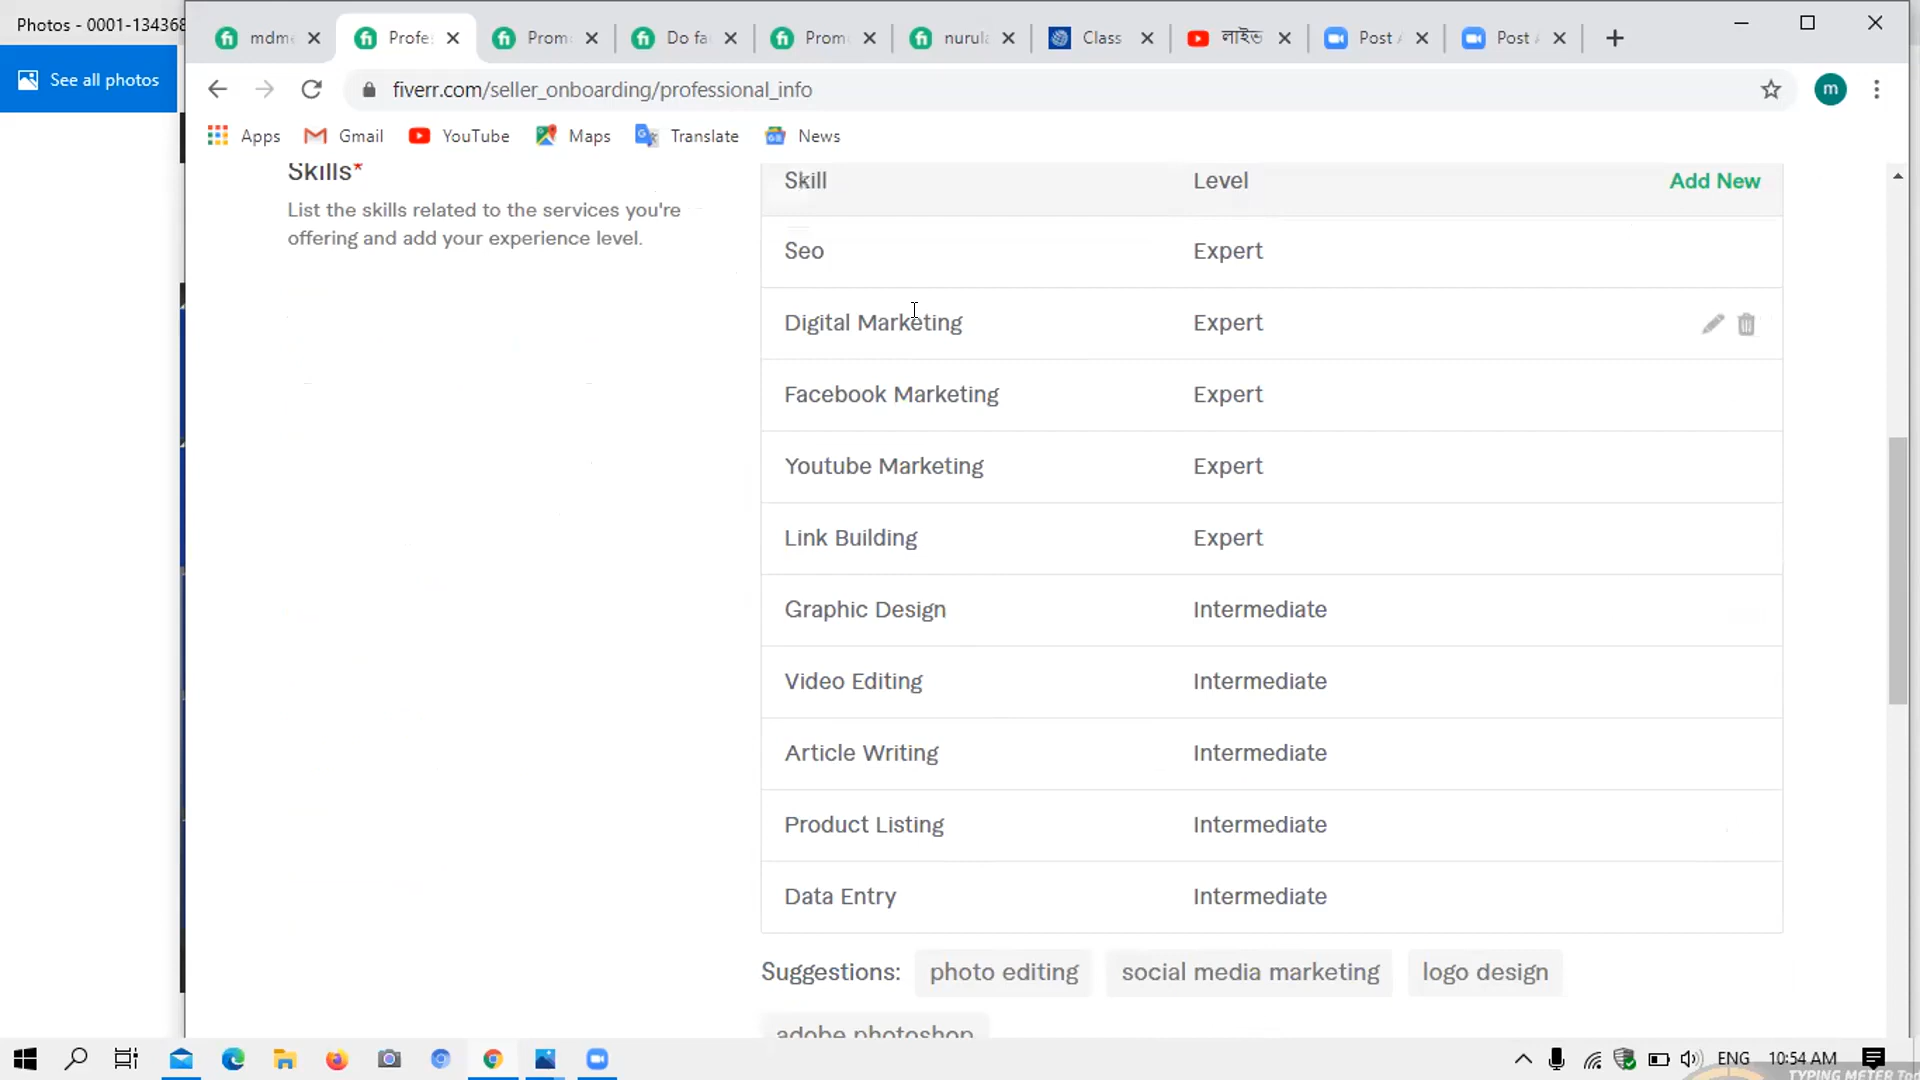 Photos - 0001-134368
See all photos
mdm
Profe
Prom
Do fa
Prom
nurul
Class
লাইভ
Post
Post
fiverr.com/seller_onboarding/professional_info
m
Apps
Gmail
YouTube
Maps
Translate
News
Skills*
List the skills related to the services you're
offering and add your experience level.
Skill Level Add New
Seo Expert
Digital Marketing Expert
Facebook Marketing Expert
Youtube Marketing Expert
Link Building Expert
Graphic Design Intermediate
Video Editing Intermediate
Article Writing Intermediate
Product Listing Intermediate
Data Entry Intermediate
Suggestions: photo editing social media marketing logo design
adobe photoshop
ENG 10:54 AM
TYPING METER